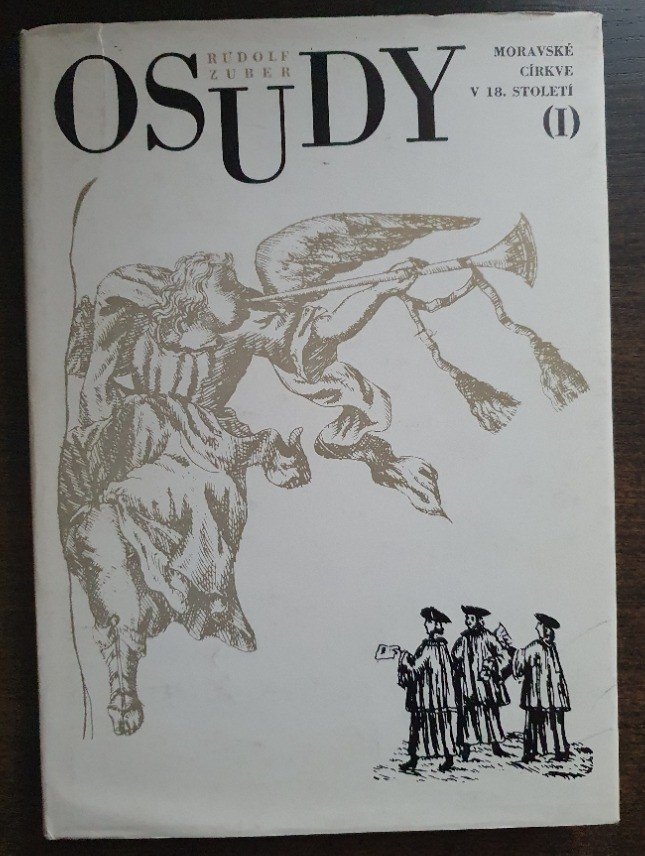 RUDOLF
ZUBER
OSUDY
MORAVSKÉ
CÍRKVE
V 18. STOLETÍ
(I)